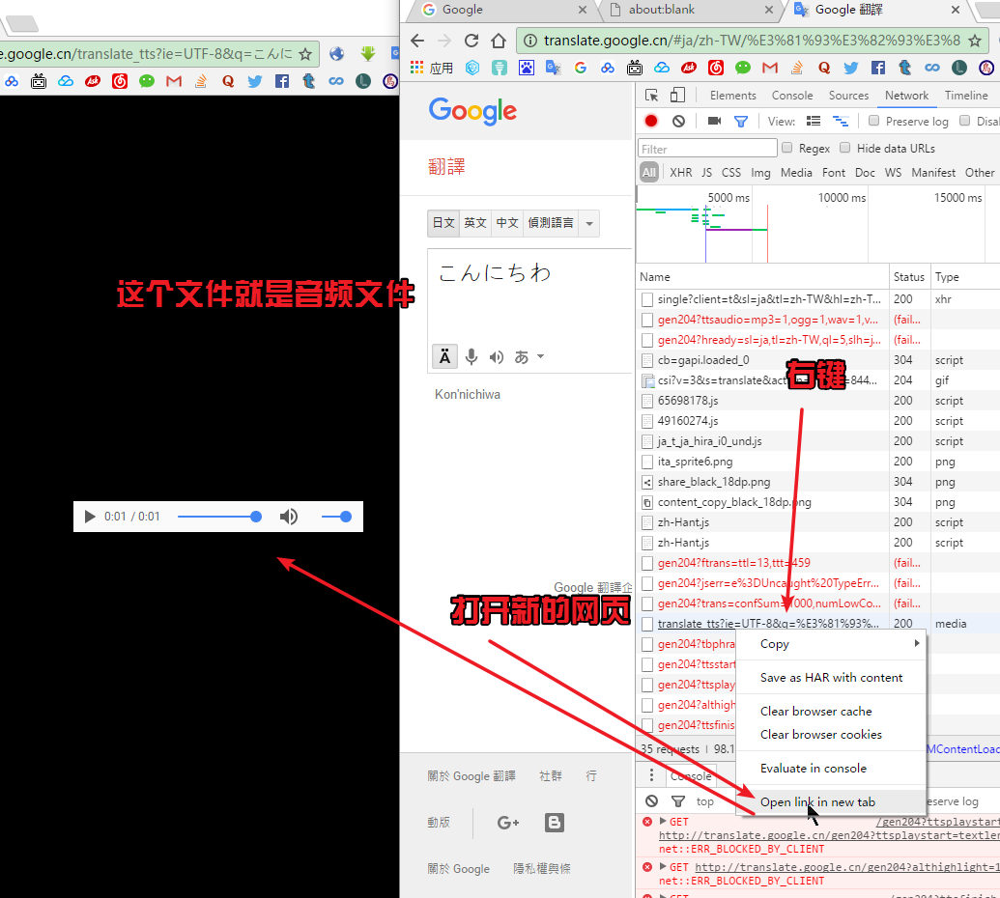 Google
about:blank
Google 翻譯
e.google.cn/translate_tts?ie=UTF-8&q=こんに
translate.google.cn/#ja/zh-TW/%E3%81%93%E3%82%93%E3%8
应用
Google
翻譯
日文 英文 中文 偵測語言
こんにちわ
Ä あ
Kon'nichiwa
这个文件就是音频文件
0:01 / 0:01
右键
打开新的网页
Google 翻譯企
關於 Google 翻譯 社群 行
動版
G+ B
關於 Google 隱私權與條
Elements Console Sources Network Timeline
View: Preserve log Disa
Filter Regex Hide data URLs
All XHR JS CSS Img Media Font Doc WS Manifest Other
5000 ms 10000 ms 15000 ms
Name Status Type
single?client=t&sl=ja&tl=zh-TW&hl=zh-T... 200 xhr
gen204?ttsaudio=mp3=1,ogg=1,wav=1,v... (fail...
gen204?hready=sl=ja,tl=zh-TW,ql=5,slh=j... (fail...
cb=gapi.loaded_0 304 script
csi?v=3&s=translate&act =844... 204 gif
65698178.js 200 script
49160274.js 200 script
ja_t_ja_hira_i0_und.js 200 script
ita_sprite6.png 200 png
share_black_18dp.png 304 png
content_copy_black_18dp.png 304 png
zh-Hant.js 200 script
zh-Hant.js 200 script
gen204?ftrans=ttl=13,ttt=459 (fail...
gen204?jserr=e%3DUncaught%20TypeErr... (fail...
gen204?trans=confSum=1000,numLowCo... (fail...
translate_tts?ie=UTF-8&q=%E3%81%93%... 200 media
gen204?tbphra
gen204?ttsstart
gen204?ttsplay
gen204?althigh
gen204?ttsfinis
Copy
Save as HAR with content
Clear browser cache
Clear browser cookies
Evaluate in console
Open link in new tab
35 requests | 98.1 MContentLoad
Console
top eserve log
GET /gen204?ttsplaystart
http://translate.google.cn/gen204?ttsplaystart=textler
net::ERR_BLOCKED_BY_CLIENT
GET http://translate.google.cn/gen204?althighlight=1
net::ERR_BLOCKED_BY_CLIENT
GET